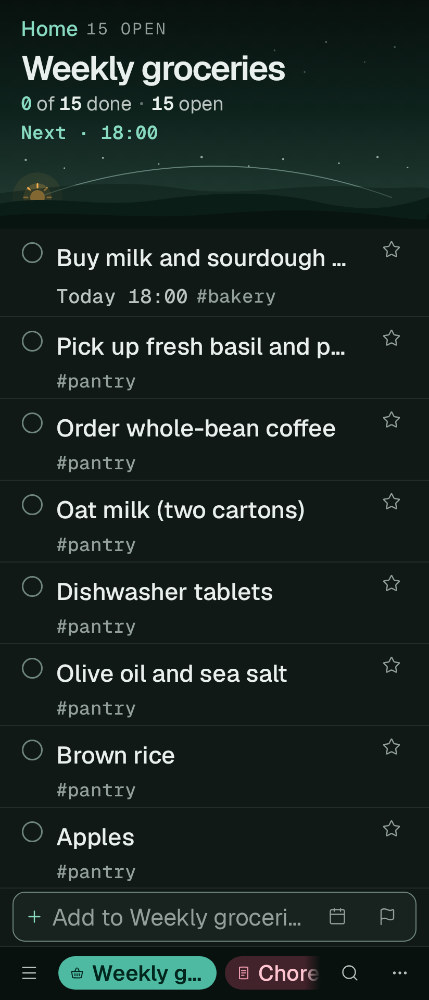 Home 15 OPEN
Weekly groceries
0 of 15 done · 15 open
Next · 18:00
Buy milk and sourdough …
Today 18:00 #bakery
Pick up fresh basil and p…
#pantry
Order whole-bean coffee
#pantry
Oat milk (two cartons)
#pantry
Dishwasher tablets
#pantry
Olive oil and sea salt
#pantry
Brown rice
#pantry
Apples
#pantry
+ Add to Weekly groceri…
Weekly g… Chore